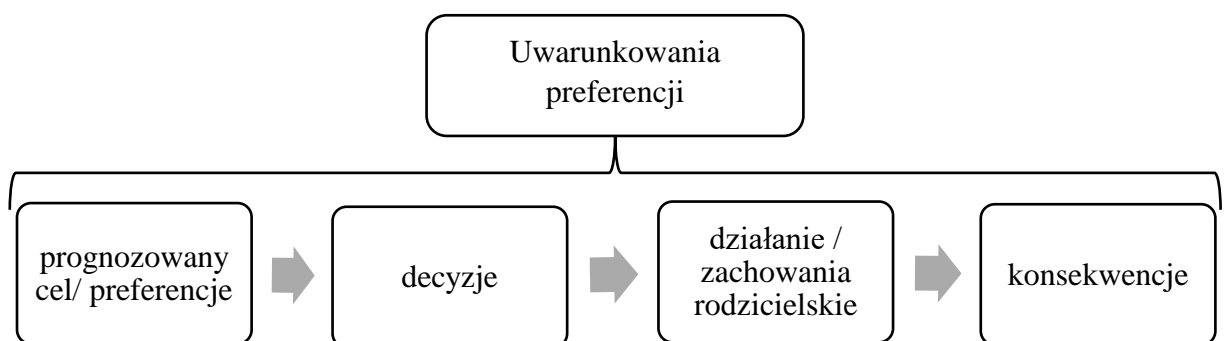 Uwarunkowania
preferencji
prognozowany
cel/ preferencje
decyzje
działanie /
zachowania
rodzicielskie
konsekwencje